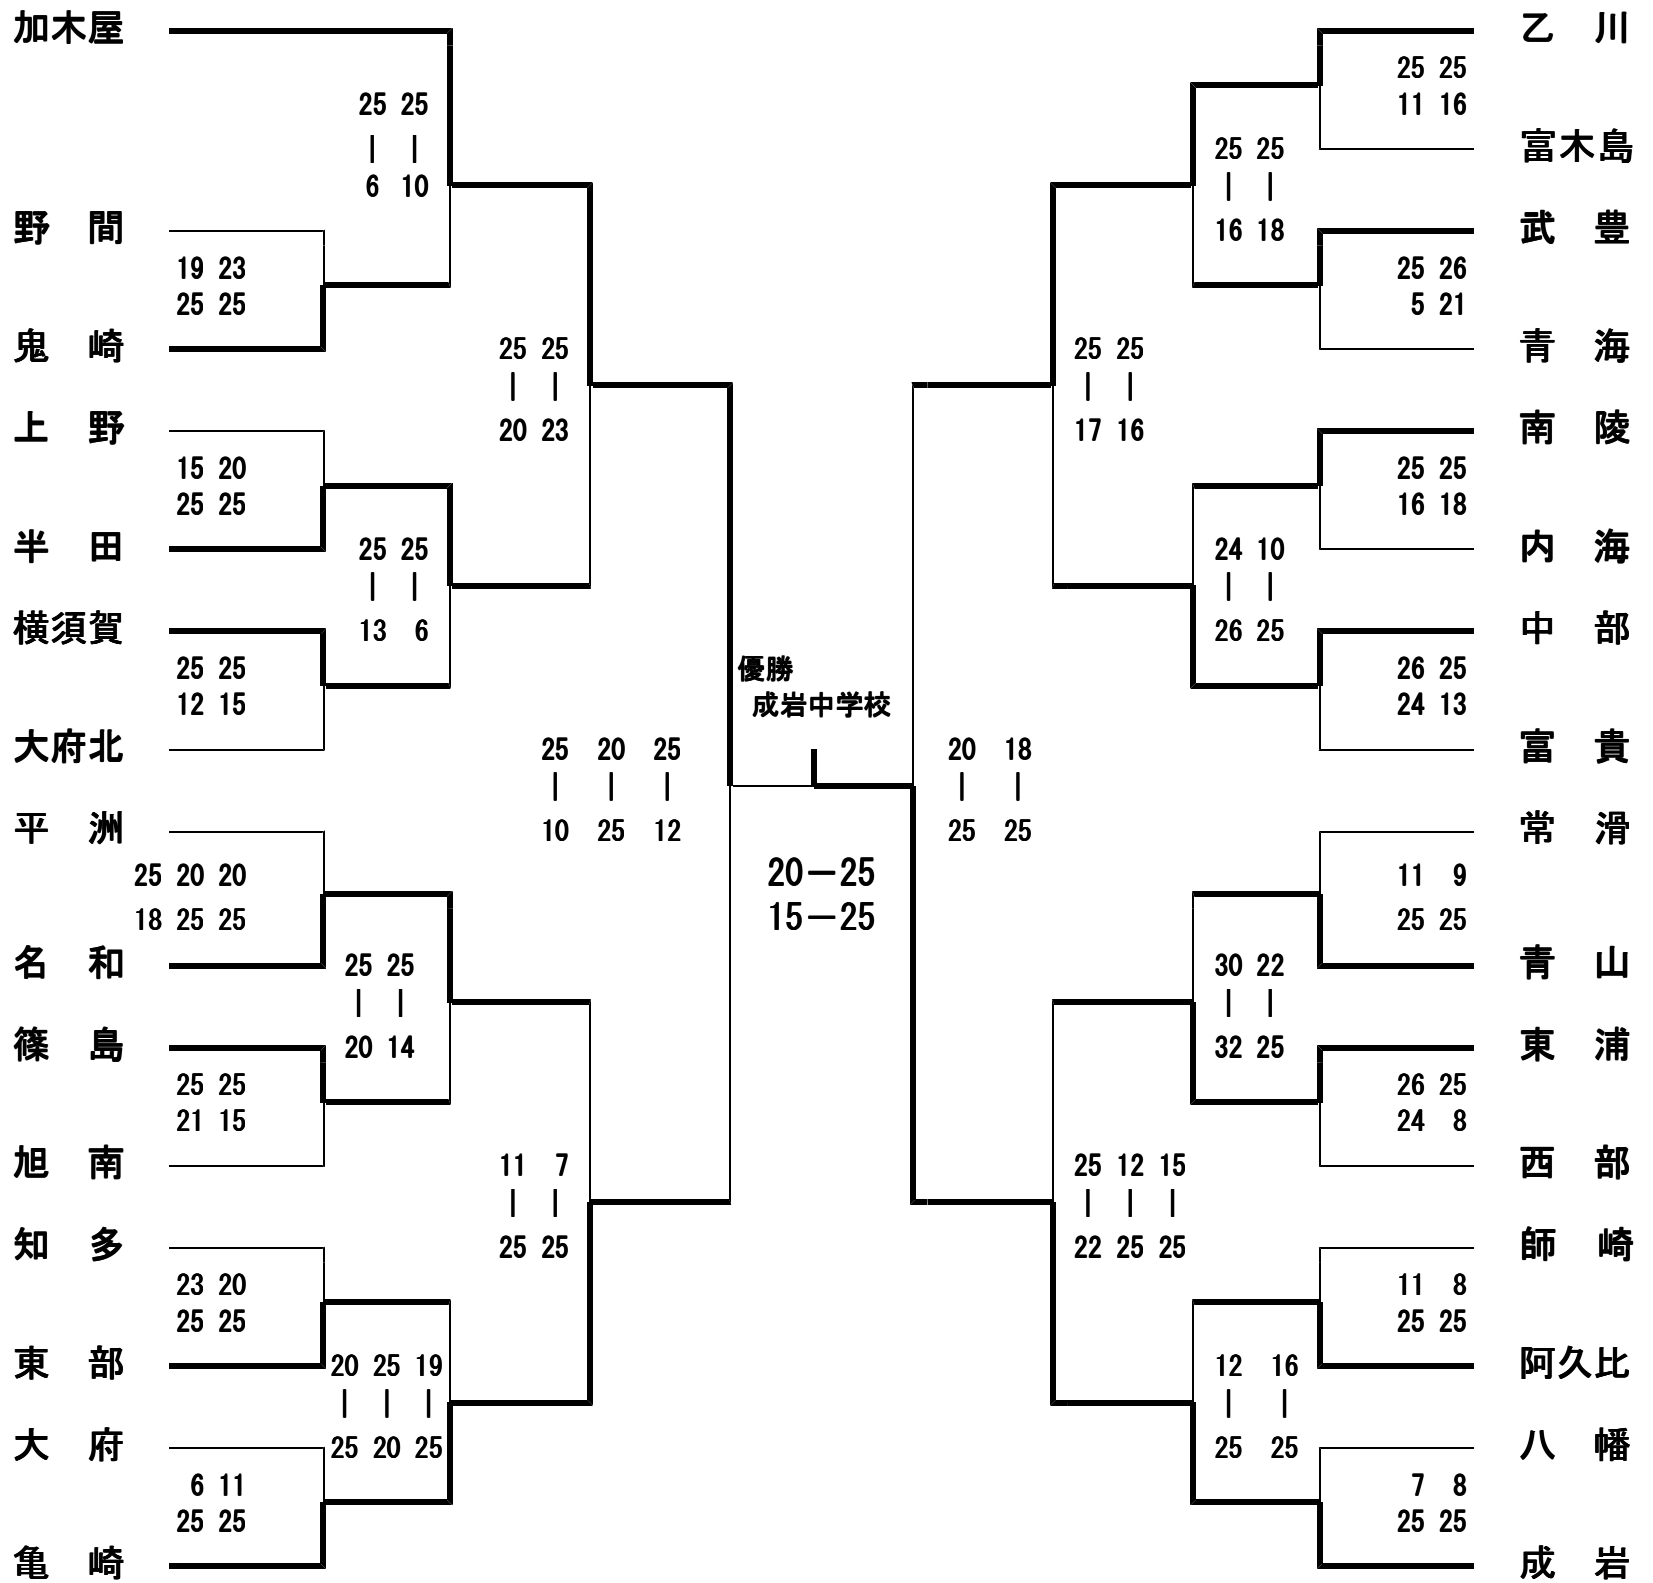 加木屋
25 25
| |
6 10
野 間
19 23
25 25
鬼 崎
25 25
| |
20 23
上 野
15 20
25 25
半 田
25 25
| |
13 6
横須賀
25 25
12 15
大府北
25 20 25
| | |
10 25 12
平 洲
25 20 20
18 25 25
名 和
25 25
| |
20 14
篠 島
25 25
21 15
旭 南
11 7
| |
25 25
知 多
23 20
25 25
東 部
20 25 19
| | |
25 20 25
大 府
6 11
25 25
亀 崎
優勝
成岩中学校
20－25
15－25
乙 川
25 25
11 16
富木島
25 25
| |
16 18
武 豊
25 26
5 21
青 海
25 25
| |
17 16
南 陵
25 25
16 18
内 海
24 10
| |
26 25
中 部
26 25
24 13
富 貴
20 18
| |
25 25
常 滑
11 9
25 25
青 山
30 22
| |
32 25
東 浦
26 25
24 8
西 部
25 12 15
| | |
22 25 25
師 崎
11 8
25 25
阿久比
12 16
| |
25 25
八 幡
7 8
25 25
成 岩